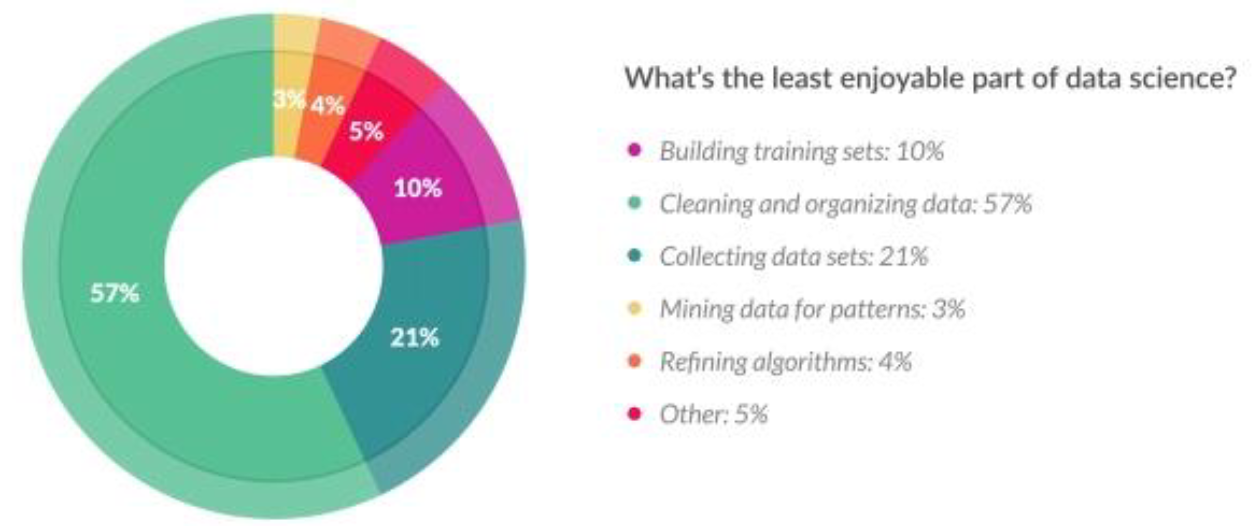 3% 4%
5%
10%
57%
21%
What's the least enjoyable part of data science?
Building training sets: 10%
Cleaning and organizing data: 57%
Collecting data sets: 21%
Mining data for patterns: 3%
Refining algorithms: 4%
Other: 5%